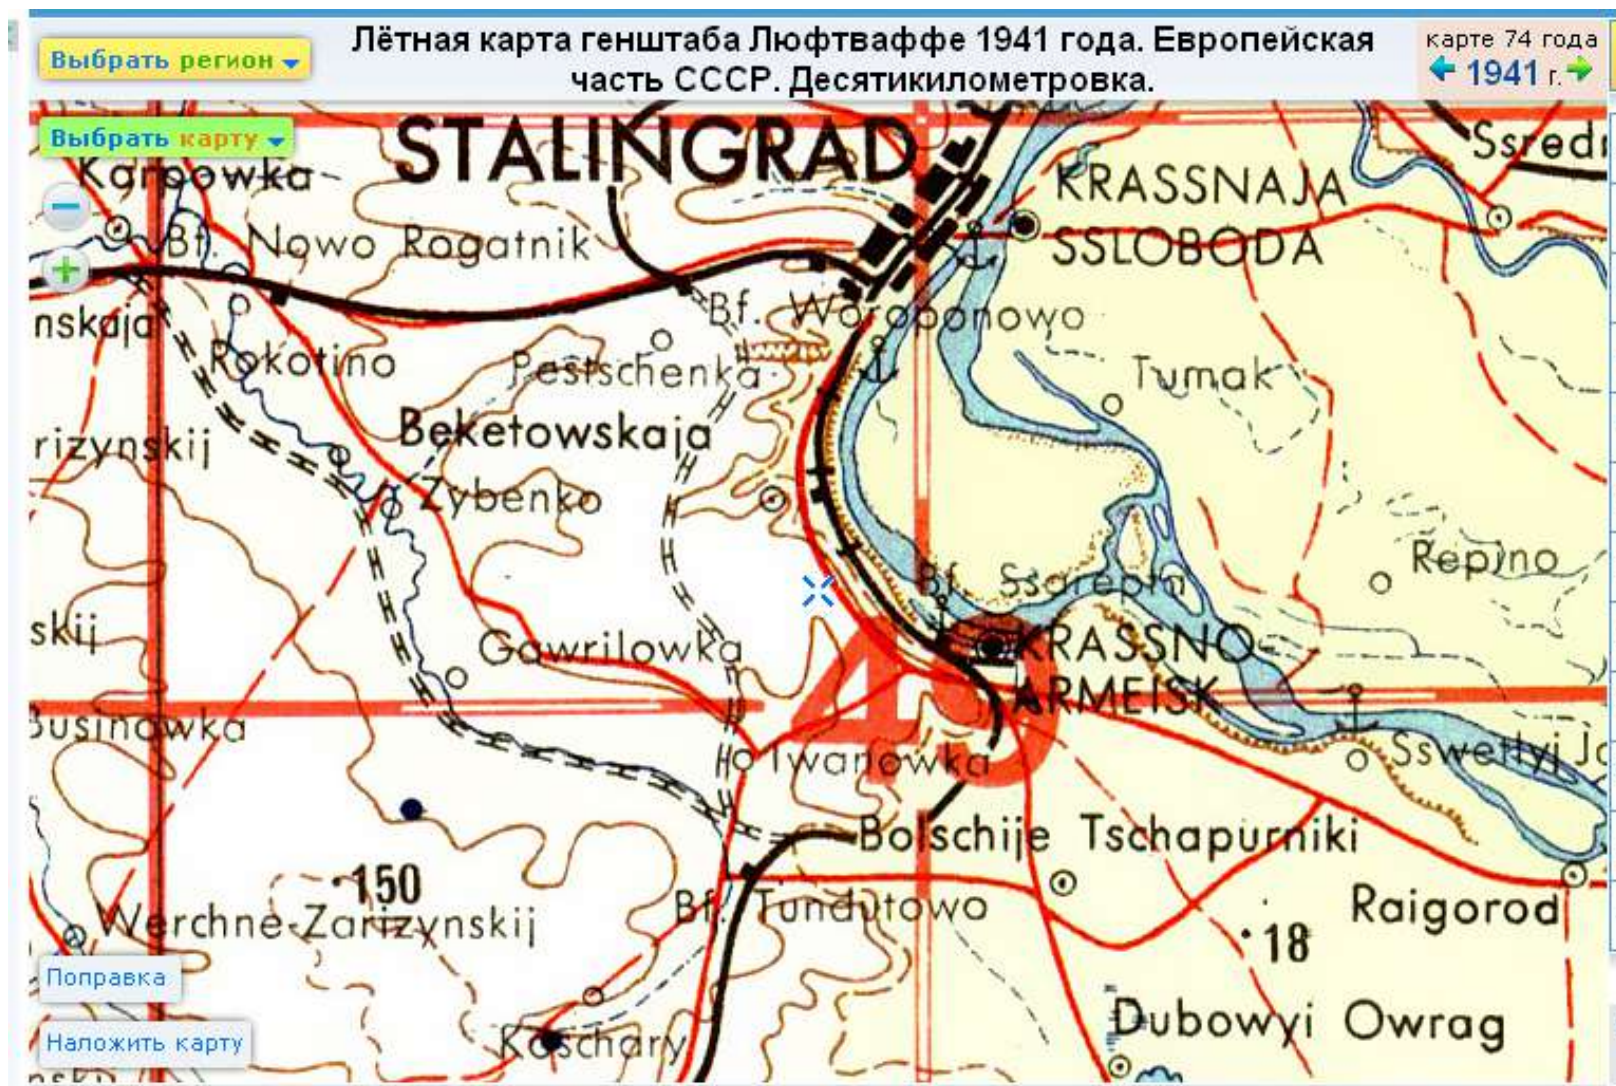 Выбрать регион
Лётная карта генштаба Люфтваффе 1941 года. Европейская
часть СССР. Десятикилометровка.
карте 74 года
1941 г.
Выбрать карту
STALINGRAD
Karpowka
KRASSNAJA
SSLOBODA
Bf. Nowo Rogatnik
Bf. Woroponowo
nskaja
Rokotino
Pestschenka
Tumak
Beketowskaja
rizynskij
Zybenko
Repino
Bf. Ssarepta
skij
Gawrilowka
KRASSNO-
ARMEISK
49
Businowka
Iwanowka
Sswetlyj
Bolschije Tschapurniki
150
Bf. Tundutowo
Raigorod
Werchne-Zarizynskij
18
Поправка
Dubowyi Owrag
Наложить карту
Koschary